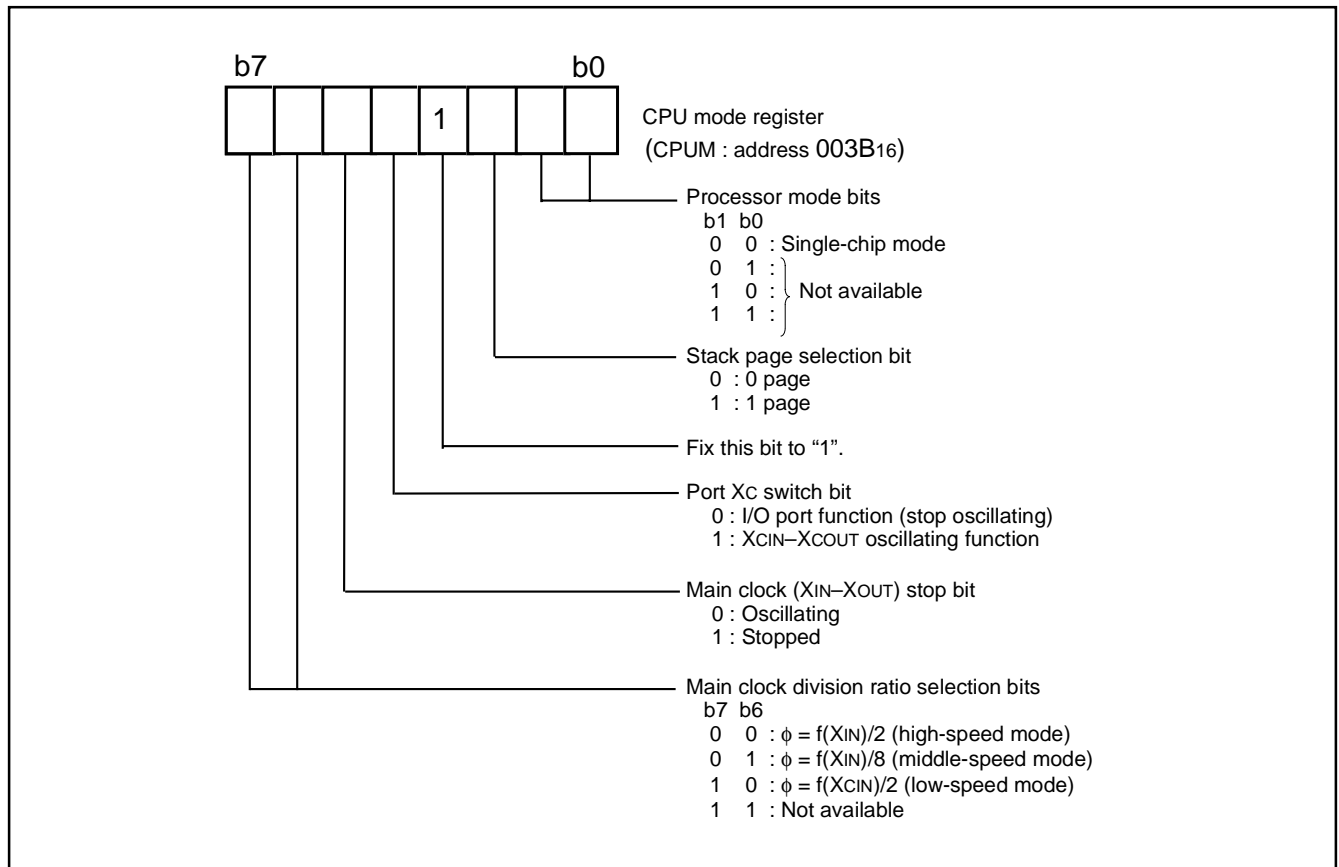 b7 b0
1
CPU mode register
(CPUM : address 003B16)
Processor mode bits
b1 b0
0 0 : Single-chip mode
0 1 :
1 0 : Not available
1 1 :
Stack page selection bit
0 : 0 page
1 : 1 page
Fix this bit to “1”.
Port XC switch bit
0 : I/O port function (stop oscillating)
1 : XCIN–XCOUT oscillating function
Main clock (XIN–XOUT) stop bit
0 : Oscillating
1 : Stopped
Main clock division ratio selection bits
b7 b6
0 0 : ϕ = f(XIN)/2 (high-speed mode)
0 1 : ϕ = f(XIN)/8 (middle-speed mode)
1 0 : ϕ = f(XCIN)/2 (low-speed mode)
1 1 : Not available